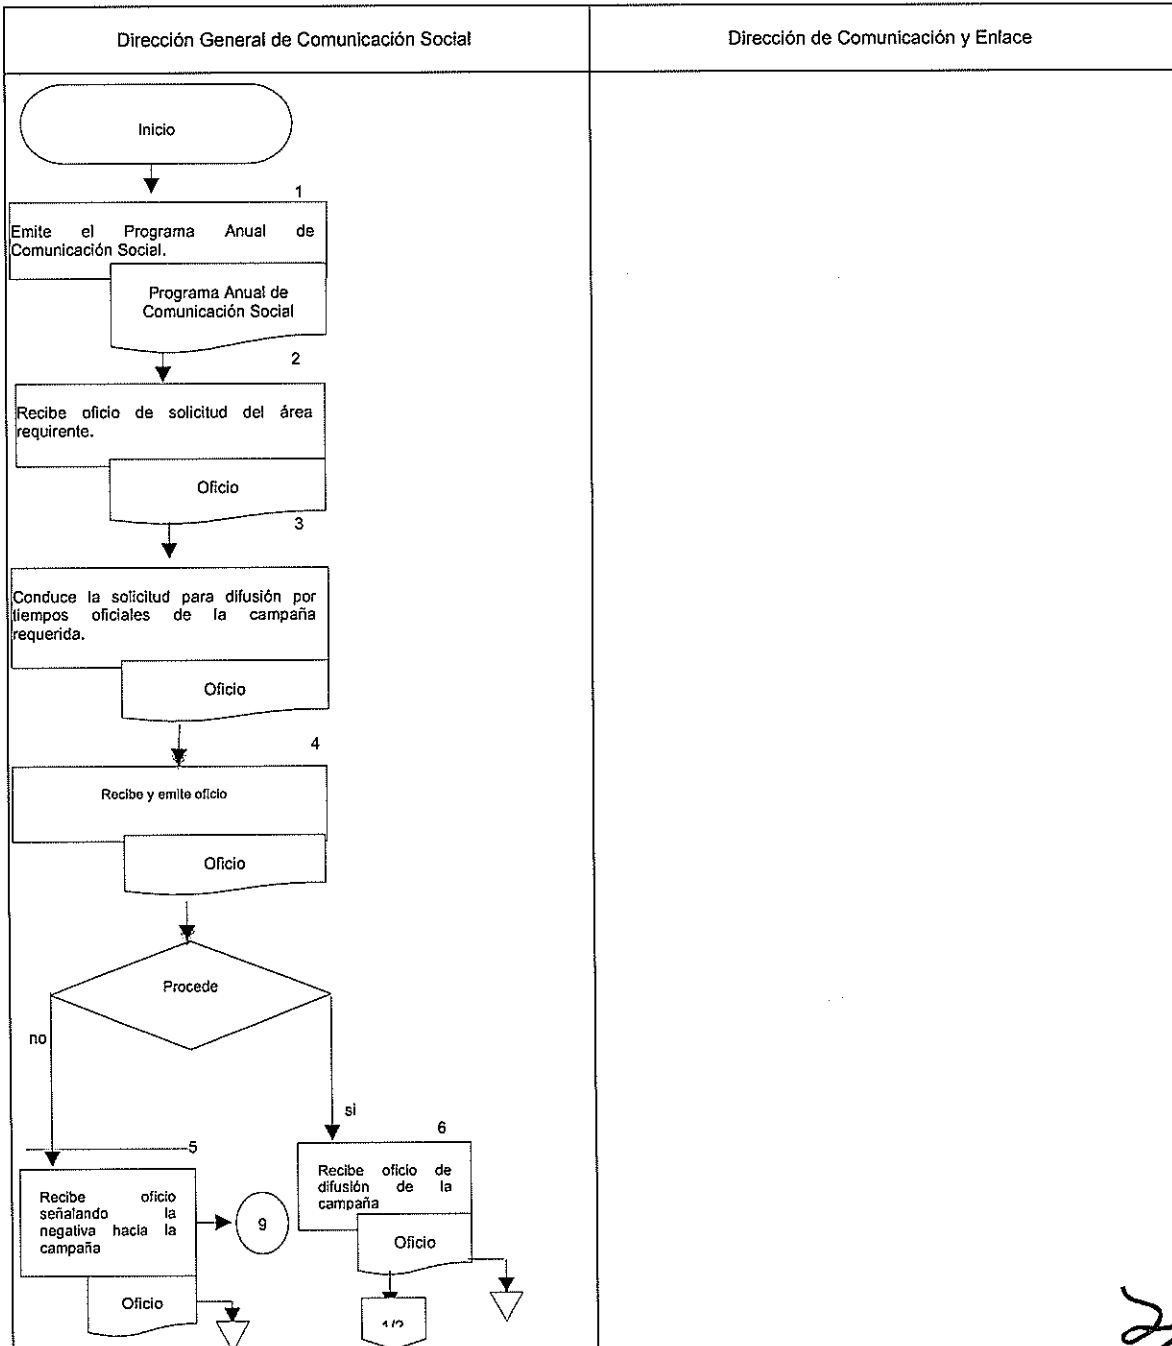 Dirección General de Comunicación Social
Dirección de Comunicación y Enlace
Inicio
1
Emite el Programa Anual de
Comunicación Social.
Programa Anual de
Comunicación Social
2
Recibe oficio de solicitud del área
requirente.
Oficio
3
Conduce la solicitud para difusión por
tiempos oficiales de la campaña
requerida.
Oficio
4
Recibe y emite oficio
Oficio
Procede
no
si
5
Recibe oficio
señalando la
negativa hacia la
campaña
9
Oficio
6
Recibe oficio de
difusión de la
campaña
Oficio